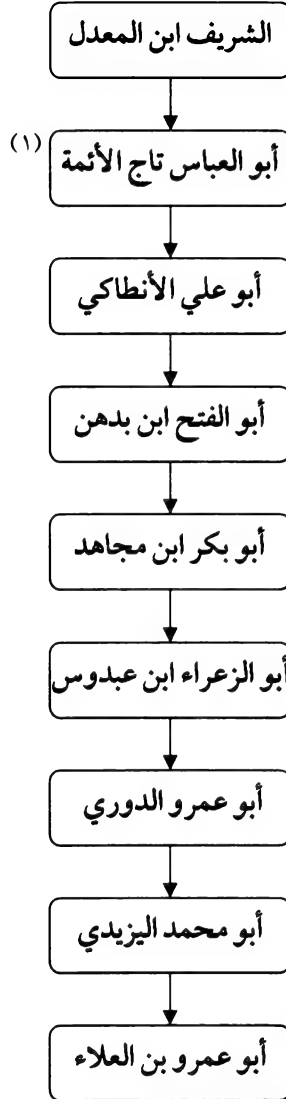 الشريف ابن المعدل
أبو العباس تاج الأئمة (١)
أبو علي الأنطاكي
أبو الفتح ابن بدهن
أبو بكر ابن مجاهد
أبو الزعراء ابن عبدوس
أبو عمرو الدوري
أبو محمد اليزيدي
أبو عمرو بن العلاء